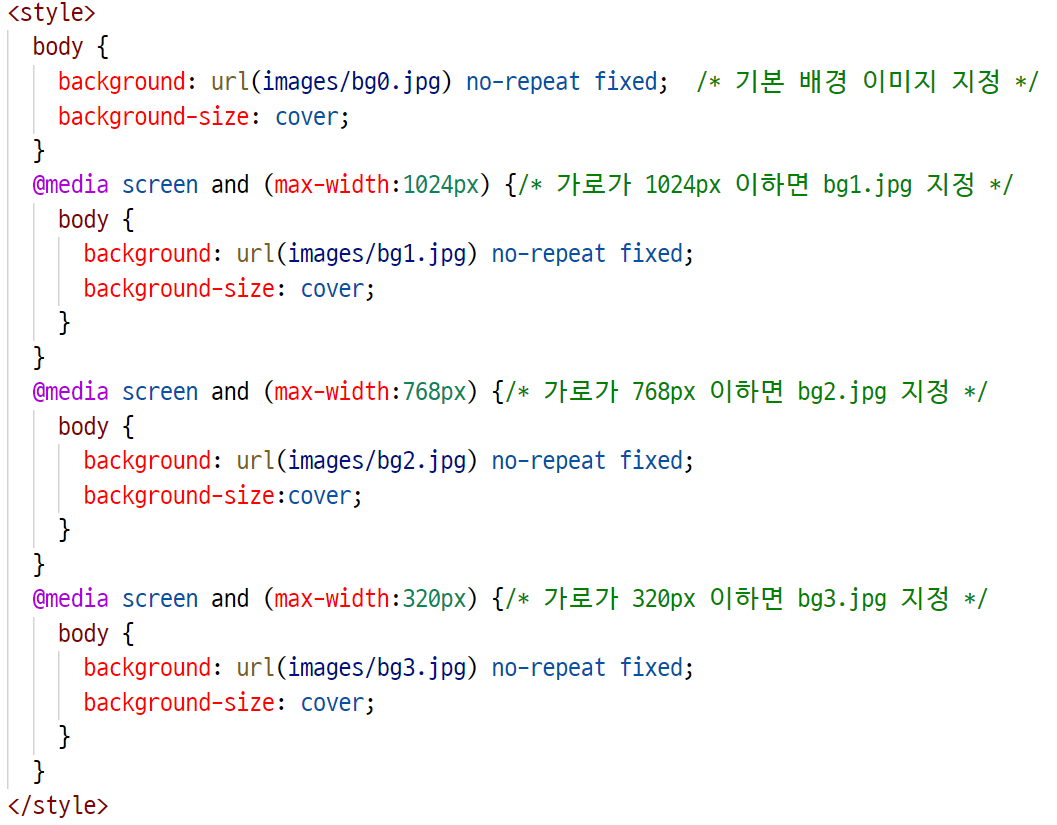 <style>
body {
background: url(images/bg0.jpg) no-repeat fixed;  /* 기본 배경 이미지 지정 */
background-size: cover;
}
@media screen and (max-width:1024px) {/* 가로가 1024px 이하면 bg1.jpg 지정 */
body {
background: url(images/bg1.jpg) no-repeat fixed;
background-size: cover;
}
}
@media screen and (max-width:768px) {/* 가로가 768px 이하면 bg2.jpg 지정 */
body {
background: url(images/bg2.jpg) no-repeat fixed;
background-size:cover;
}
}
@media screen and (max-width:320px) {/* 가로가 320px 이하면 bg3.jpg 지정 */
body {
background: url(images/bg3.jpg) no-repeat fixed;
background-size: cover;
}
}
</style>